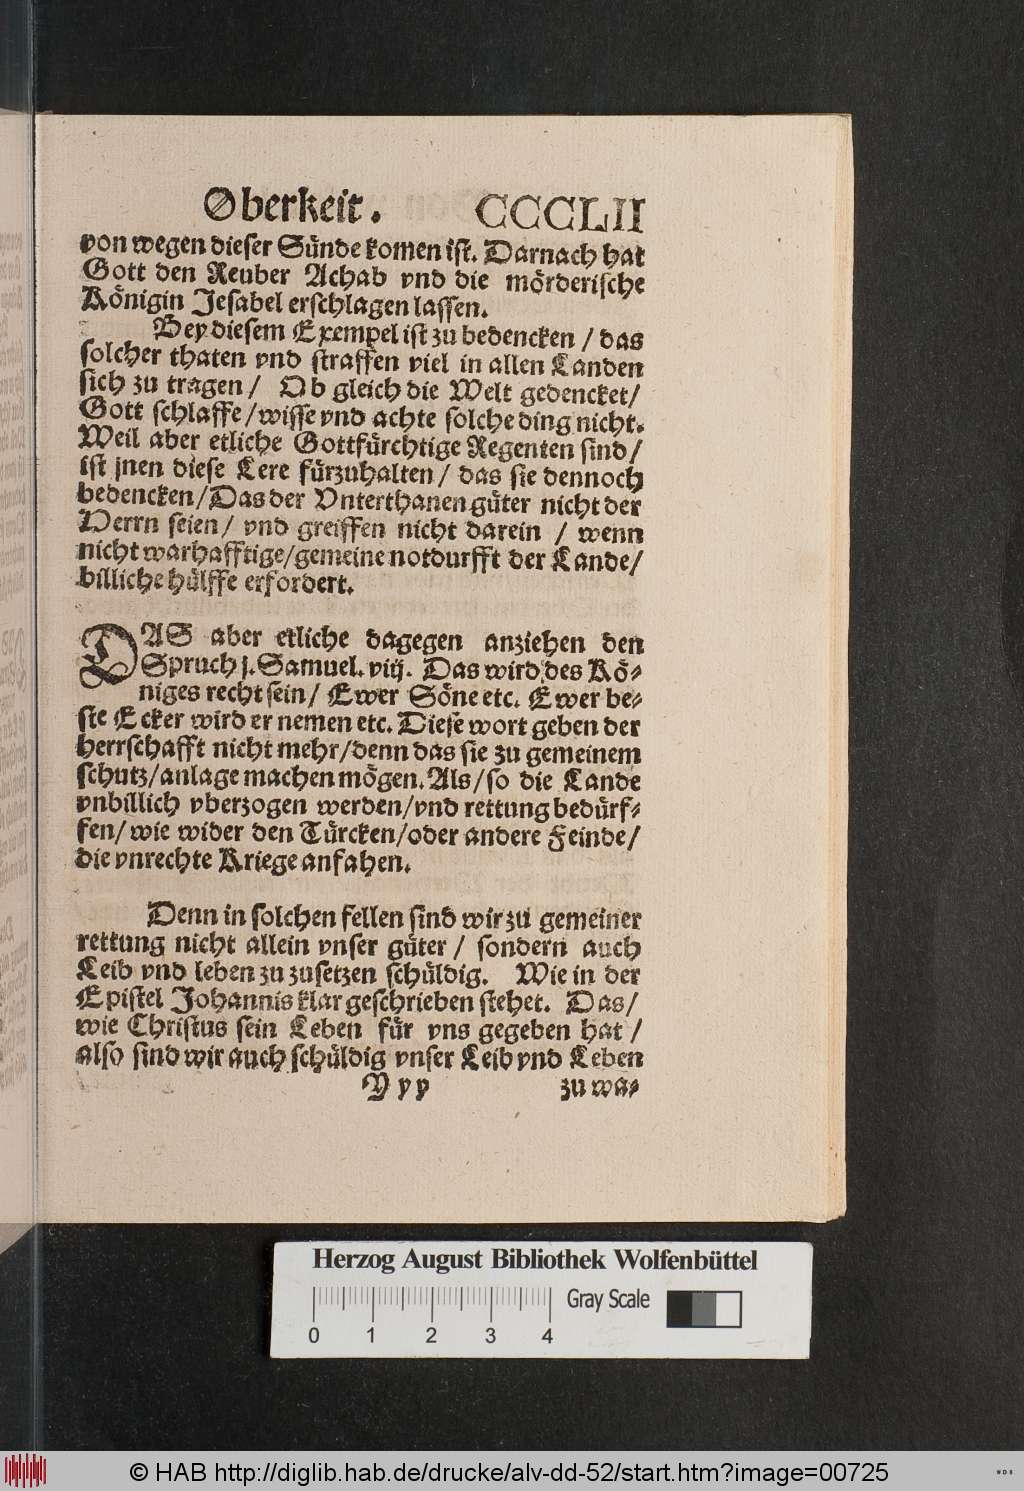 Oberkeit. CCCLII
von wegen dieser Sünde komen ist. Darnach hat
Gott den Reuber Achab vnd die mörderische
Königin Jesabel erschlagen lassen.
Bey diesem Exempel ist zu bedencken / das
solcher thaten vnd straffen viel in allen Landen
sich zu tragen / Ob gleich die Welt gedencket/
Gott schlaffe/wisse vnd achte solche ding nicht.
Weil aber etliche Gottfürchtige Regenten sind/
ist jnen diese Lere fürzuhalten/ das sie dennoch
bedencken/Das der Vnterthanen güter nicht der
Herrn seien/ vnd greiffen nicht darein / wenn
nicht warhafftige/gemeine notdurfft der Lande/
billiche hülffe erfordert.
DAS aber etliche dagegen anziehen den
Spruch j. Samuel. viij. Das wird des Kö-
niges recht sein/ Ewer Söne etc. Ewer be-
ste Ecker wird er nemen etc. Diese wort geben der
herrschafft nicht mehr/denn das sie zu gemeinem
schutz/anlage machen mögen. Als/so die Lande
vnbillich vberzogen werden/vnd rettung bedürf-
fen/wie wider den Türcken/oder andere Feinde/
die vnrechte Kriege anfahen.
Denn in solchen fellen sind wir zu gemeiner
rettung nicht allein vnser güter / sondern auch
Leib vnd leben zu zusetzen schüldig. Wie in der
Epistel Johannis klar geschrieben stehet. Das/
wie Christus sein Leben für vns gegeben hat /
also sind wir auch schüldig vnser Leib vnd Leben
Yyy zu wa-
Herzog August Bibliothek Wolfenbüttel
0 1 2 3 4 Gray Scale
© HAB http://diglib.hab.de/drucke/alv-dd-52/start.htm?image=00725